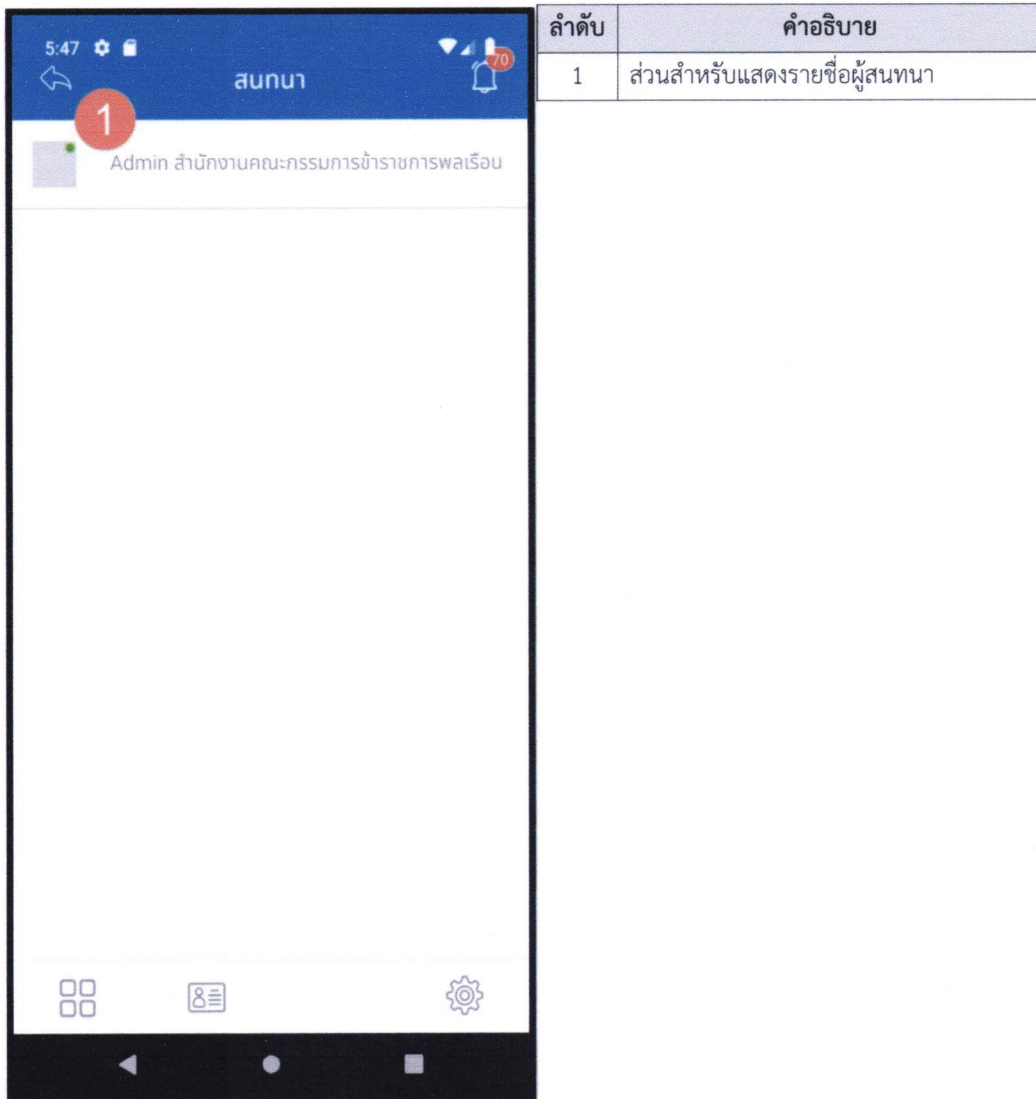 5:47
70
สนทนา
1
Admin สำนักงานคณะกรรมการข้าราชการพลเรือน
ลำดับ คำอธิบาย
1 ส่วนสำหรับแสดงรายชื่อผู้สนทนา